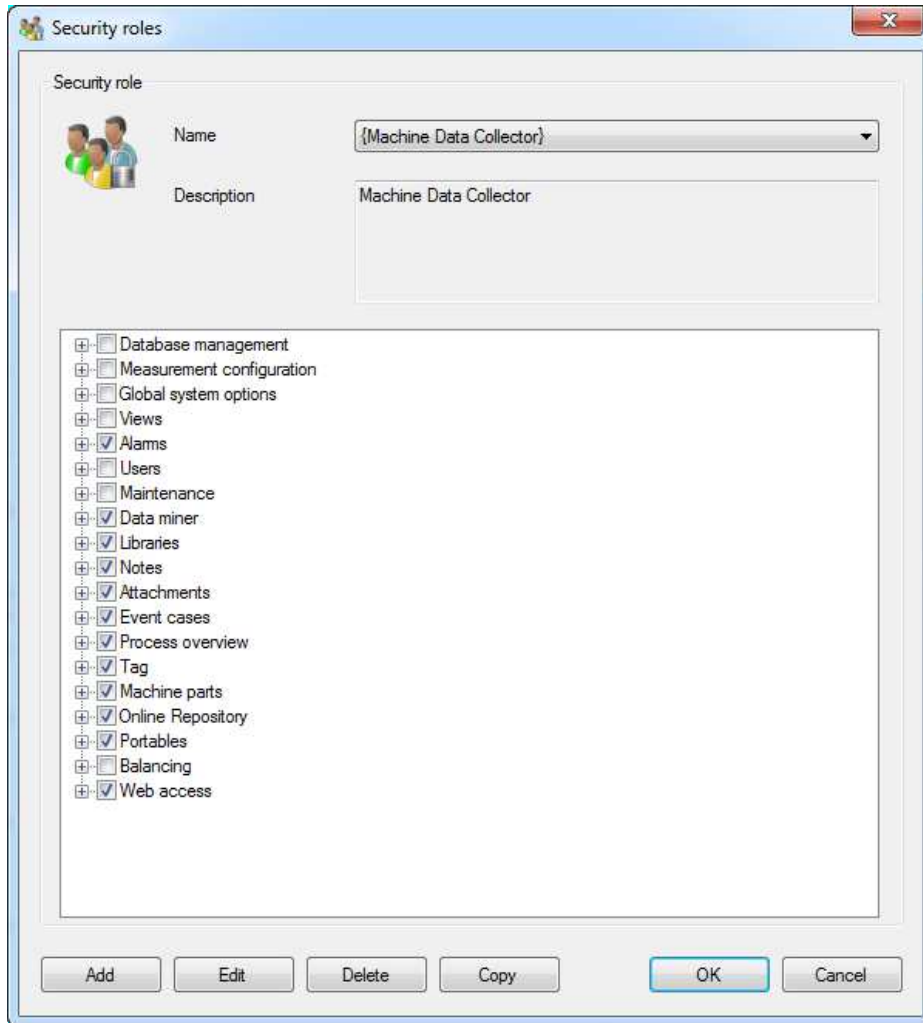 Security roles
Security role
Name
{Machine Data Collector}
Description
Machine Data Collector
Database management
Measurement configuration
Global system options
Views
Alarms
Users
Maintenance
Data miner
Libraries
Notes
Attachments
Event cases
Process overview
Tag
Machine parts
Online Repository
Portables
Balancing
Web access
Add
Edit
Delete
Copy
OK
Cancel